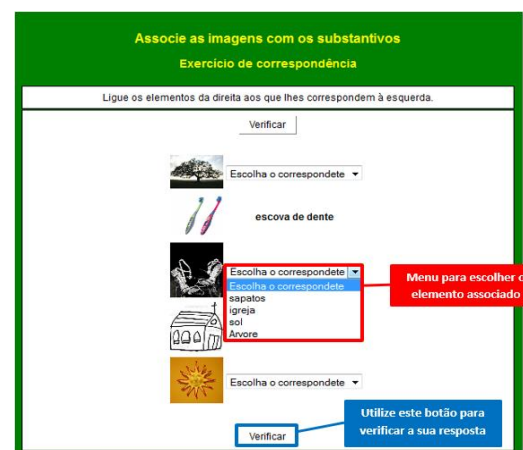 Associe as imagens com os substantivos
Exercício de correspondência
Ligue os elementos da direita aos que lhes correspondem à esquerda.
Verificar
Escolha o correspondete
escova de dente
Escolha o correspondete
Escolha o correspondete
sapatos
igreja
sol
Arvore
Menu para escolher o
elemento associado
Escolha o correspondete
Utilize este botão para
verificar a sua resposta
Verificar